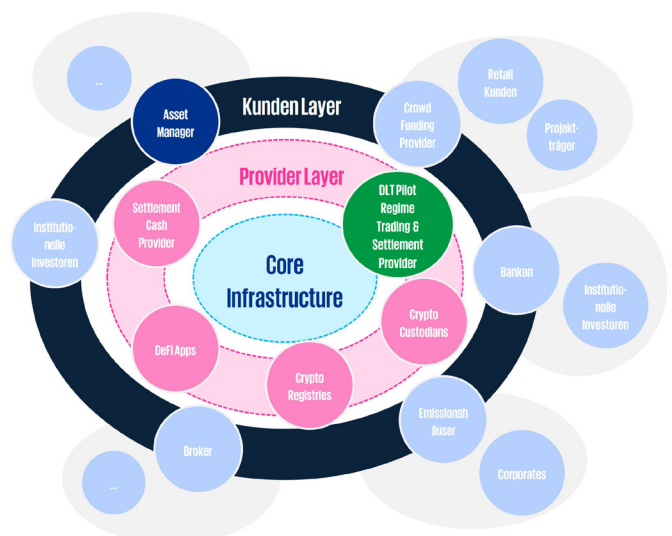 ...
Asset
Manager
Kunden Layer
Crowd
Funding
Provider
Retail
Kunden
Projekt-
träger
Provider Layer
Settlement
Cash
Provider
DLT Pilot
Regime
Trading &
Settlement
Provider
Institutio-
nelle
Investoren
Core
Infrastructure
Banken
Institutio-
nelle
Investoren
Crypto
Custodians
DeFi Apps
Crypto
Registries
Emissionsh
äuser
Broker
Corporates
...